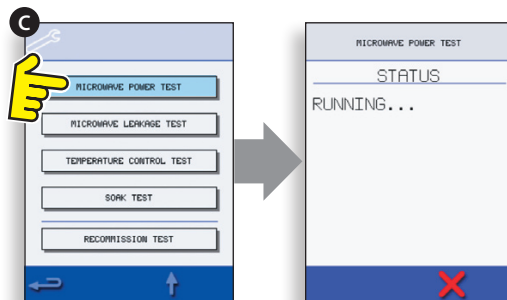 C
MICROWAVE POWER TEST
MICROWAVE LEAKAGE TEST
TEMPERATURE CONTROL TEST
SOAK TEST
RECOMMISSION TEST
MICROWAVE POWER TEST
STATUS
RUNNING...